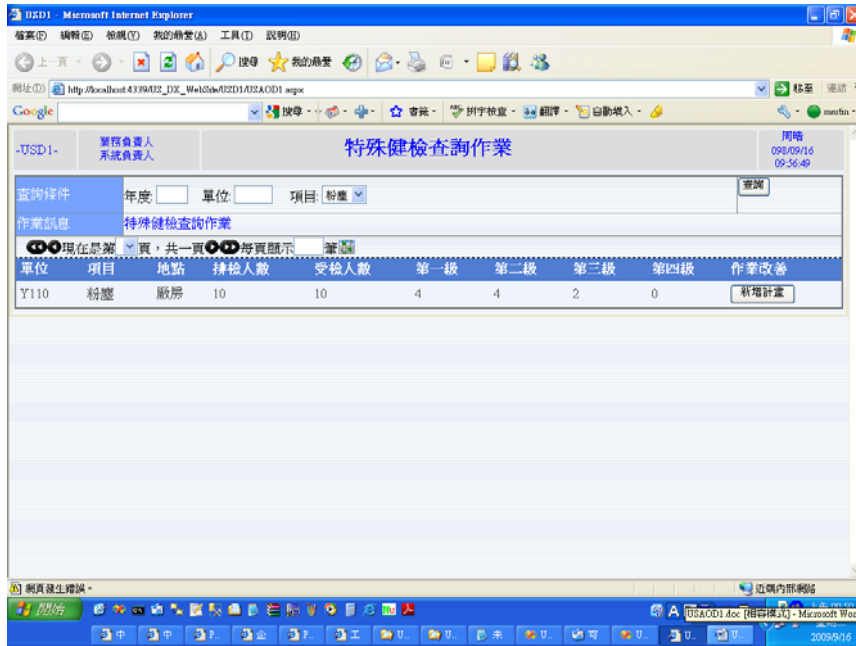 USD1 - Microsoft Internet Explorer
檔案(F) 編輯(E) 檢視(V) 我的最愛(A) 工具(T) 說明(H)
上一頁 搜尋 我的最愛
網址(D) http://localhost:4339/US_DX_WebSite/USD1/USAOD1.aspx 移至 連結
Google 搜尋 書籤 拼字檢查 翻譯 自動填入
-USD1- 業務負責人 特殊健檢查詢作業 周皓
系統負責人 098/09/16
09:56:49
查詢條件 年度: 單位: 項目: 粉塵 查詢
作業訊息 特殊健檢查詢作業
現在是第 頁，共一頁 每頁顯示 筆
單位 項目 地點 排檢人數 受檢人數 第一級 第二級 第三級 第四級 作業改善
Y110 粉塵 廠房 10 10 4 4 2 0 新增計畫
網頁發生錯誤。 近端內部網路
開始 USAOD1.doc [相容模式] - Microsoft Wor
中 中 P... 企 P... 工 U... U... 未 U... 可 U... U... U... 2009/9/16